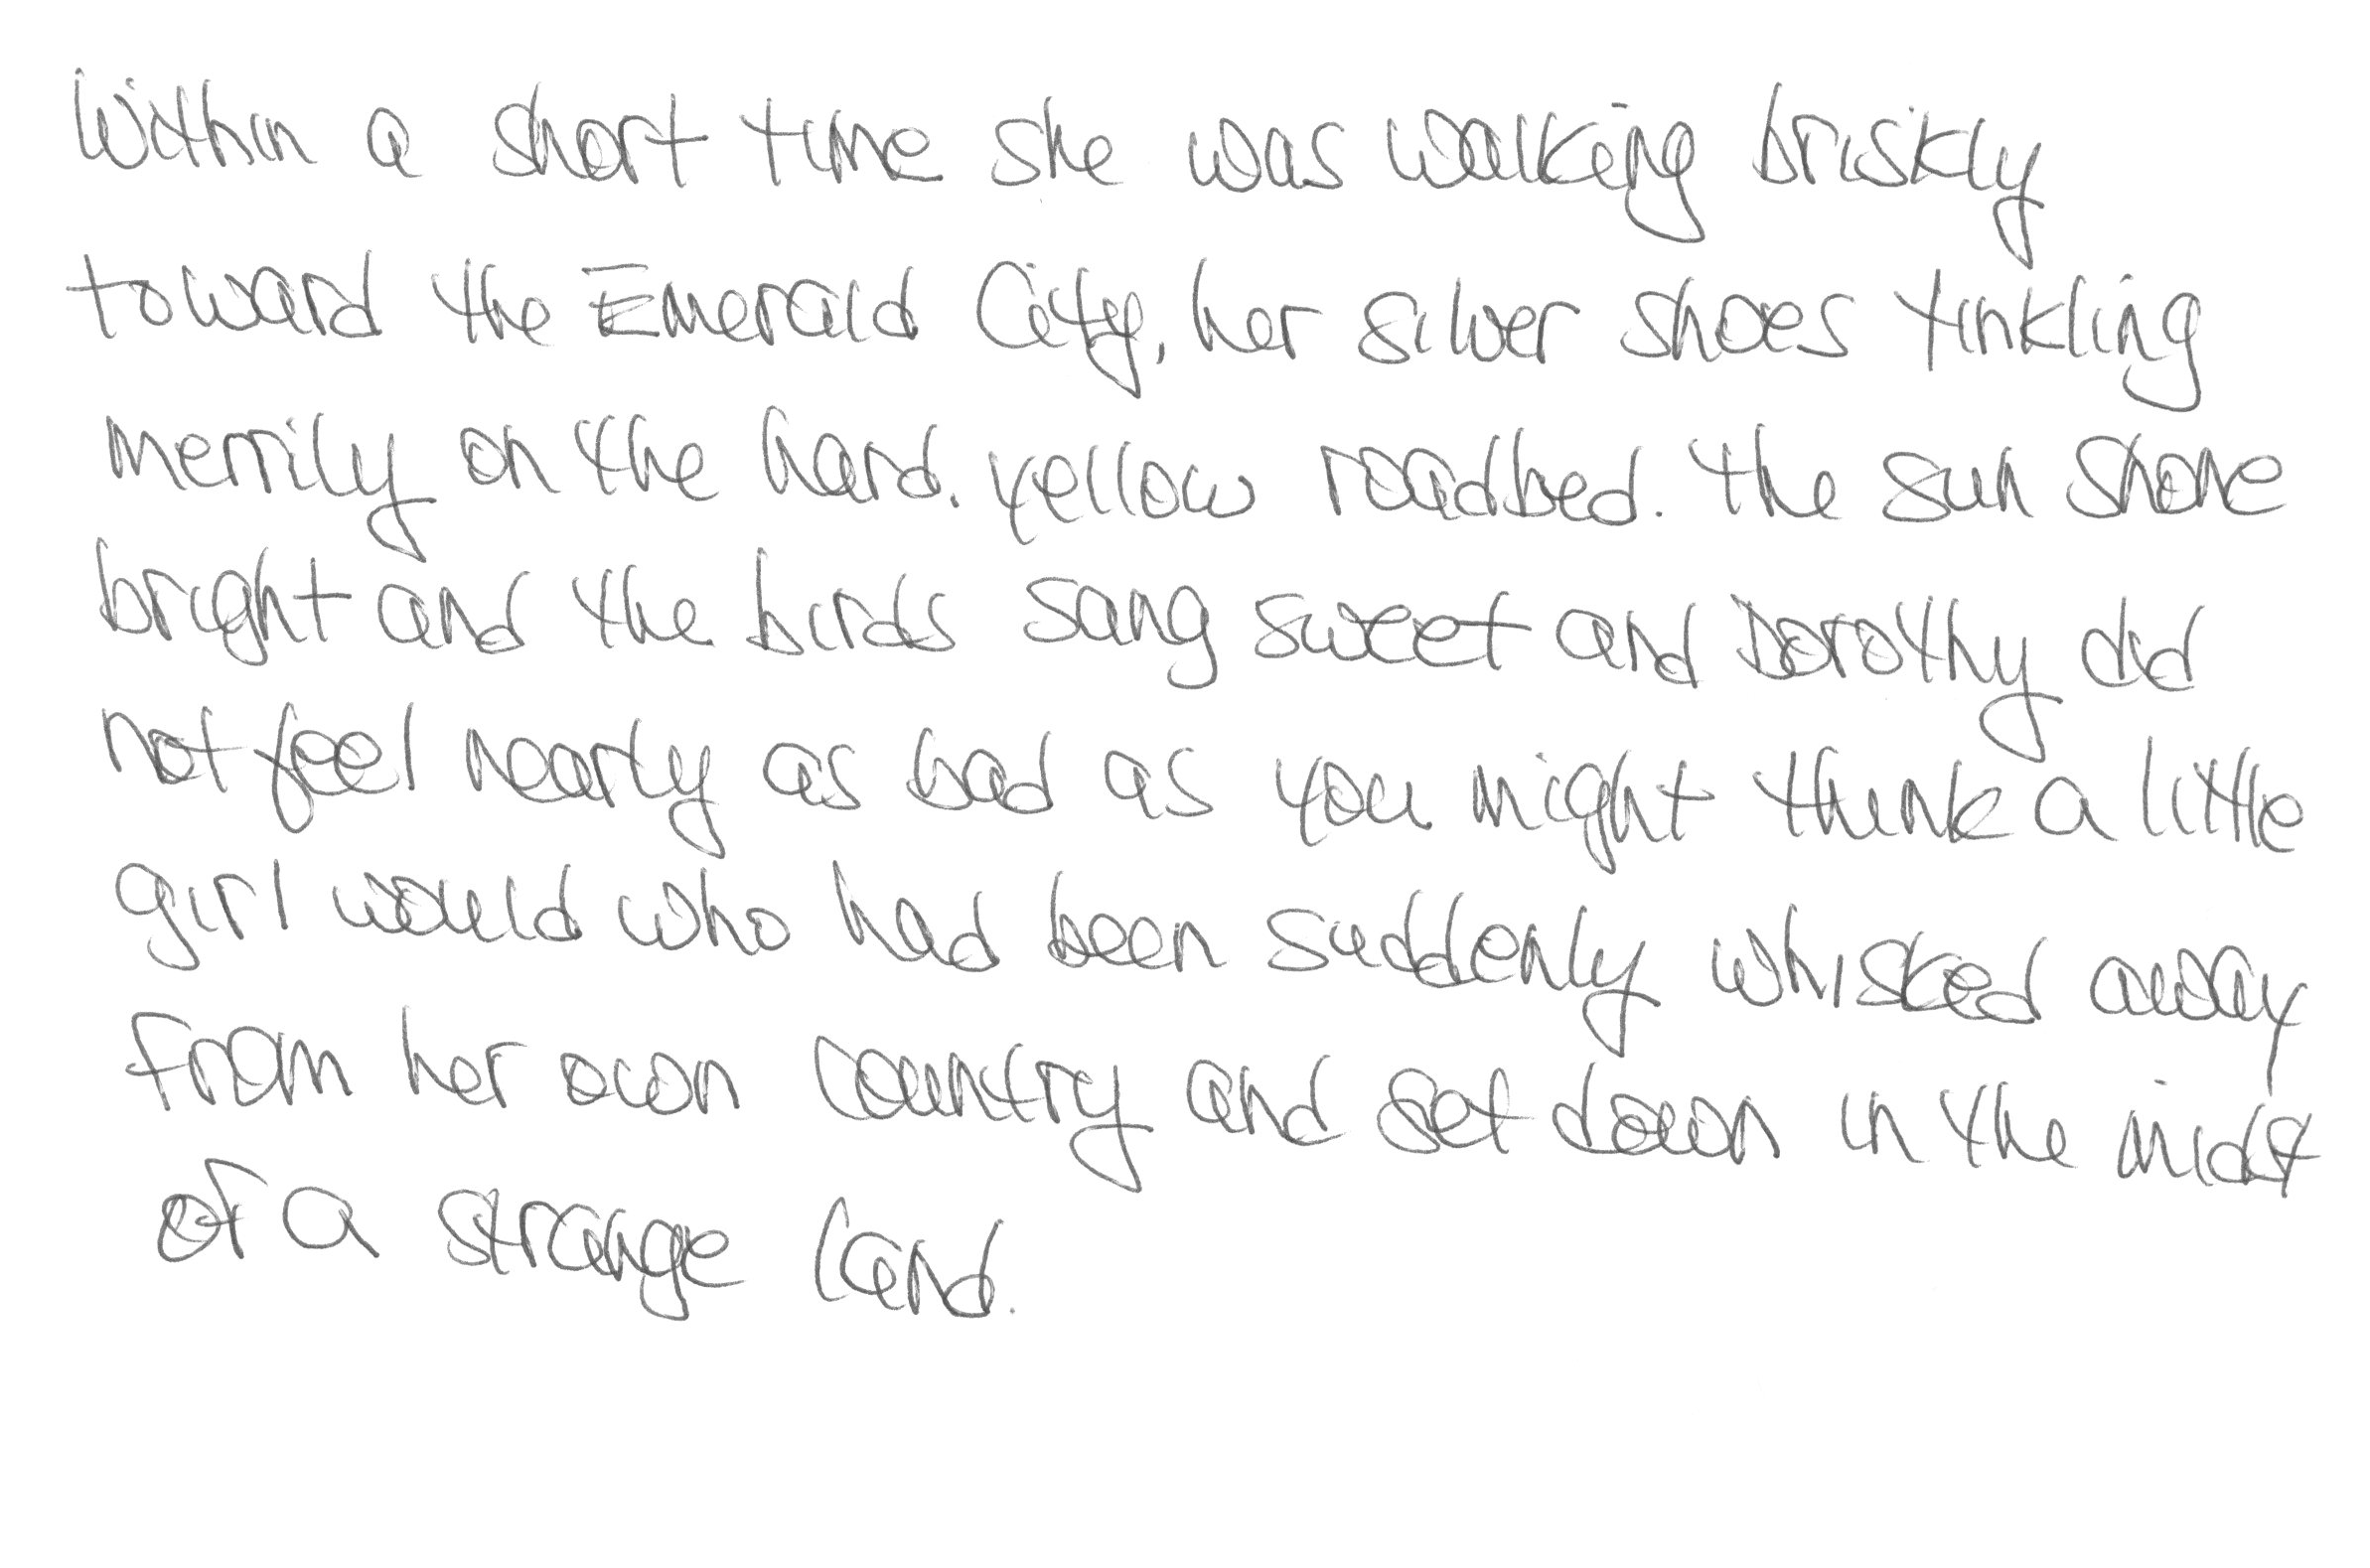 Within a short time she was walking briskly
toward the Emerald City, her silver shoes tinkling
merrily on the hard, yellow roadbed. The sun shone
bright and the birds sang sweet and Dorothy did
not feel nearly as bad as you might think a little
girl would who had been suddenly whisked away
from her own country and set down in the midst
of a strange land.